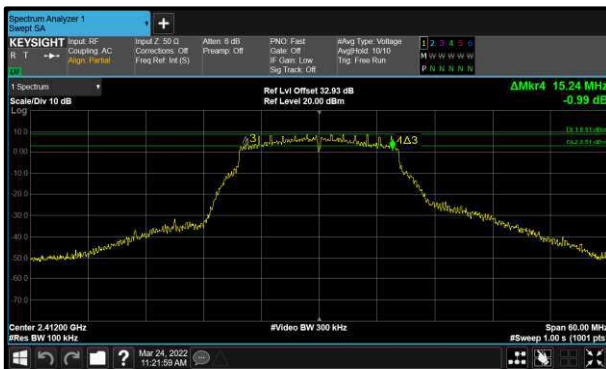 Spectrum Analyzer 1
Swept SA
KEYSIGHT
R T
Input: RF
Coupling: AC
Align: Partial
Input Z: 50 Ω
Corrections: Off
Freq Ref: Int (S)
Atten: 8 dB
Preamp: Off
PNO: Fast
Gate: Off
IF Gain: Low
Sig Track: Off
#Avg Type: Voltage
Avg|Hold: 10/10
Trig: Free Run
1 2 3 4 5 6
M W W W W W
P N N N N N
1 Spectrum
Scale/Div 10 dB
Log
Ref Lvl Offset 32.93 dB
Ref Level 20.00 dBm
ΔMkr4 15.24 MHz
-0.99 dB
10.0
0.00
-10.0
-20.0
-30.0
-40.0
-50.0
-60.0
-70.0
3
4Δ3
Center 2.41200 GHz
#Res BW 100 kHz
#Video BW 300 kHz
Span 60.00 MHz
#Sweep 1.00 s (1001 pts)
?
Mar 24, 2022
11:21:59 AM